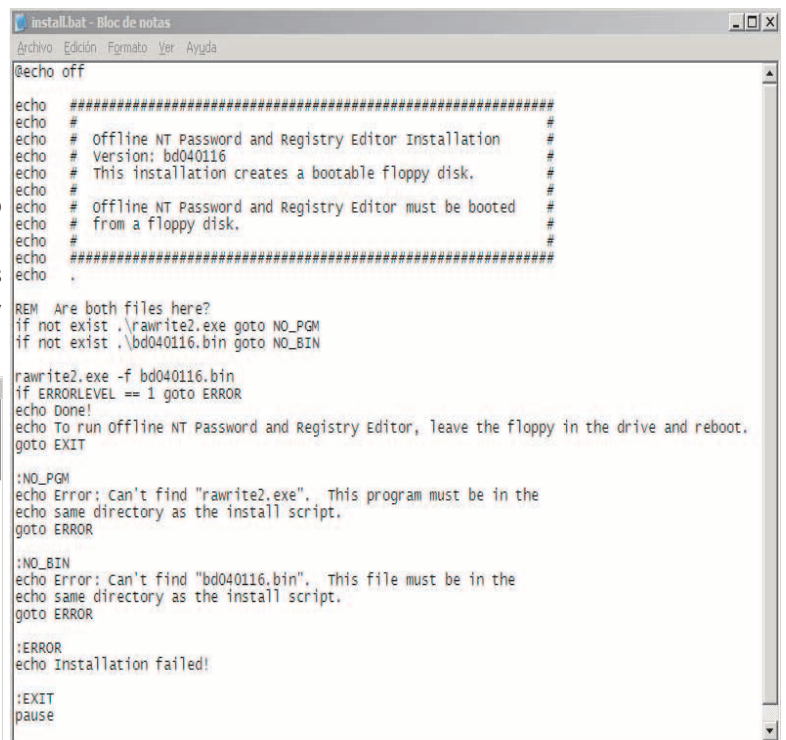 install.bat - Bloc de notas
Archivo Edición Formato Ver Ayuda
@echo off
echo ##############################################################
echo # #
echo # Offline NT Password and Registry Editor Installation #
echo # Version: bd040116 #
echo # This installation creates a bootable floppy disk. #
echo # #
echo # Offline NT Password and Registry Editor must be booted #
echo # from a floppy disk. #
echo # #
echo ##############################################################
echo .
REM Are both files here?
if not exist .\rawrite2.exe goto NO_PGM
if not exist .\bd040116.bin goto NO_BIN
rawrite2.exe -f bd040116.bin
if ERRORLEVEL == 1 goto ERROR
echo Done!
echo To run Offline NT Password and Registry Editor, leave the floppy in the drive and reboot.
goto EXIT
:NO_PGM
echo Error: Can't find "rawrite2.exe". This program must be in the
echo same directory as the install script.
goto ERROR
:NO_BIN
echo Error: Can't find "bd040116.bin". This file must be in the
echo same directory as the install script.
goto ERROR
:ERROR
echo Installation failed!
:EXIT
pause